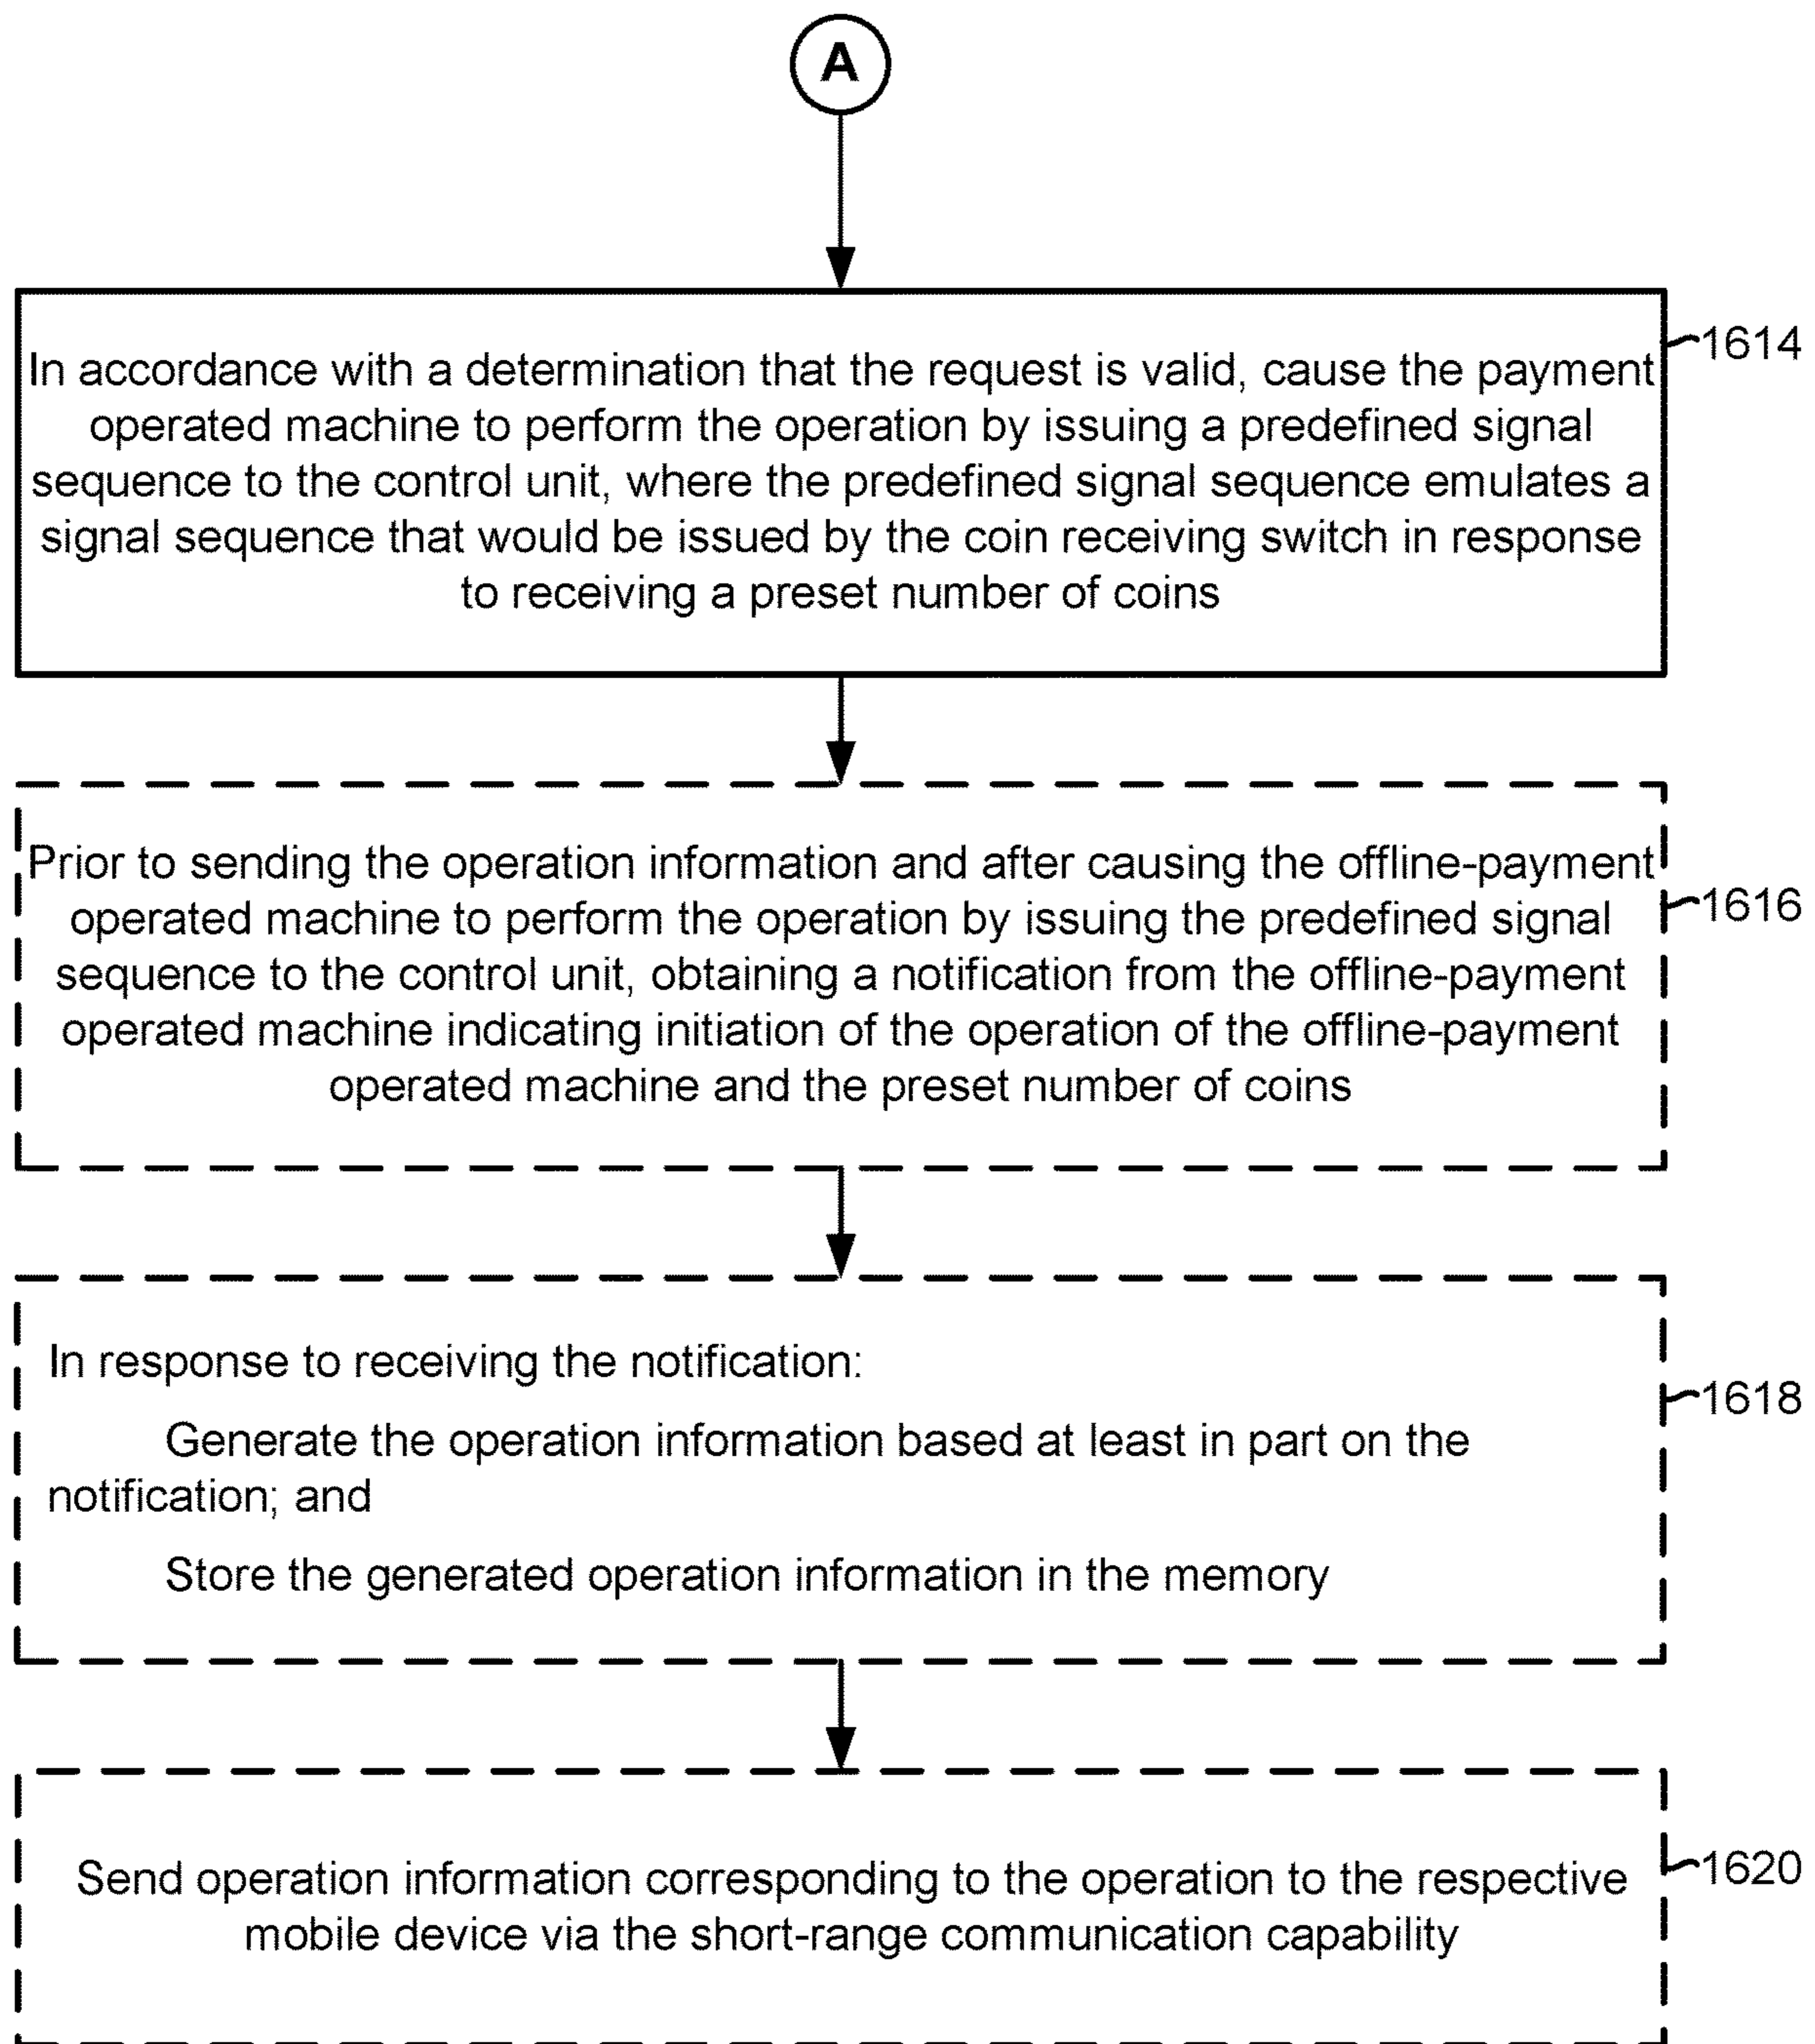 A
In accordance with a determination that the request is valid, cause the payment
operated machine to perform the operation by issuing a predefined signal
sequence to the control unit, where the predefined signal sequence emulates a
signal sequence that would be issued by the coin receiving switch in response
to receiving a preset number of coins
1614
Prior to sending the operation information and after causing the offline-payment
operated machine to perform the operation by issuing the predefined signal
sequence to the control unit, obtaining a notification from the offline-payment
operated machine indicating initiation of the operation of the offline-payment
operated machine and the preset number of coins
1616
In response to receiving the notification:
Generate the operation information based at least in part on the
notification; and
Store the generated operation information in the memory
1618
Send operation information corresponding to the operation to the respective
mobile device via the short-range communication capability
1620